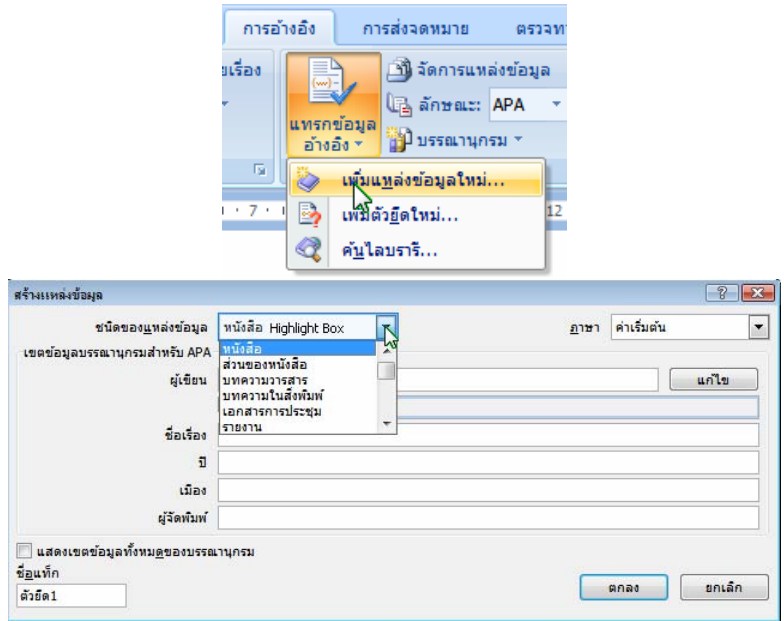 การอ้างอิง การส่งจดหมาย ตรวจทา
แทรกข้อมูล
อ้างอิง
จัดการแหล่งข้อมูล
ลักษณะ: APA
บรรณานุกรม
เพิ่มแหล่งข้อมูลใหม่...
เพิ่มตัวยึดใหม่...
ค้นไลบรารี...
7 12
สร้างแหล่งข้อมูล
ชนิดของแหล่งข้อมูล หนังสือ Highlight Box ภาษา ค่าเริ่มต้น
เขตข้อมูลบรรณานุกรมสำหรับ APA
หนังสือ
ส่วนของหนังสือ
บทความวารสาร
บทความในสิ่งพิมพ์
เอกสารการประชุม
รายงาน
ผู้เขียน แก้ไข
ชื่อเรื่อง
ปี
เมือง
ผู้จัดพิมพ์
แสดงเขตข้อมูลทั้งหมดของบรรณานุกรม
ชื่อแท็ก
ตัวยึด1
ตกลง ยกเลิก